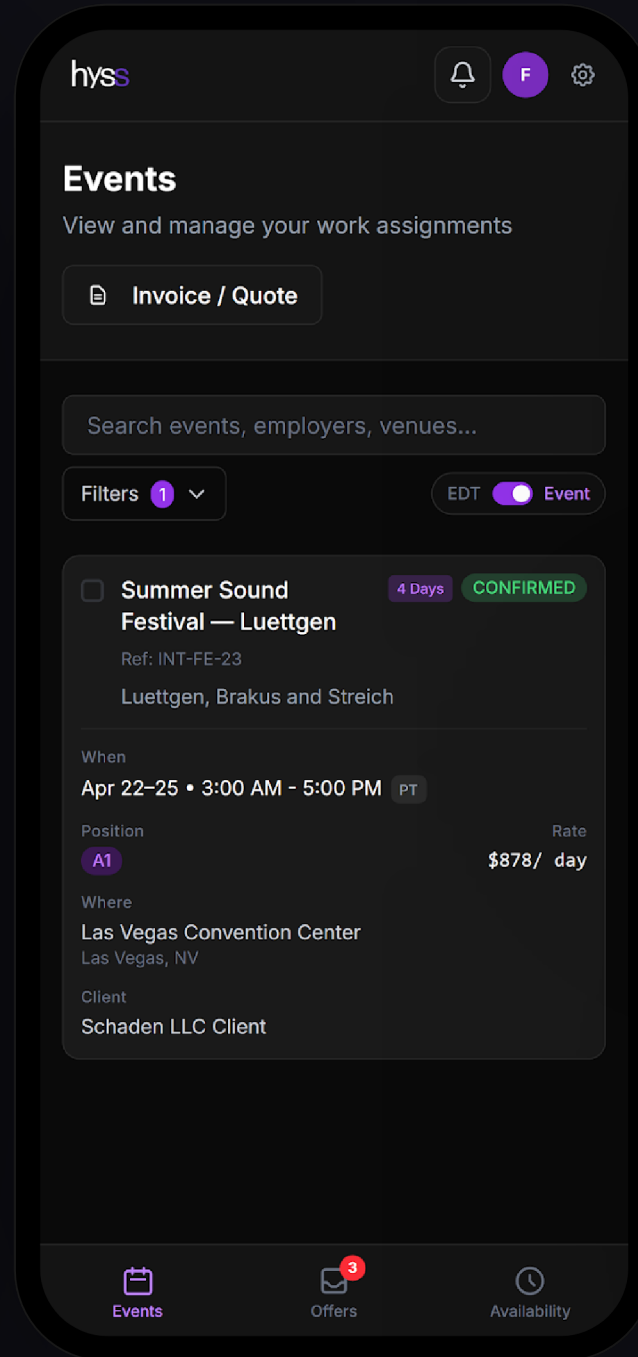 hyss
F
Events
View and manage your work assignments
Invoice / Quote
Search events, employers, venues...
Filters 1
EDT Event
Summer Sound
Festival — Luettgen
4 Days CONFIRMED
Ref: INT-FE-23
Luettgen, Brakus and Streich
When
Apr 22–25 • 3:00 AM - 5:00 PM PT
Position Rate
A1 $878/ day
Where
Las Vegas Convention Center
Las Vegas, NV
Client
Schaden LLC Client
3
Events Offers Availability